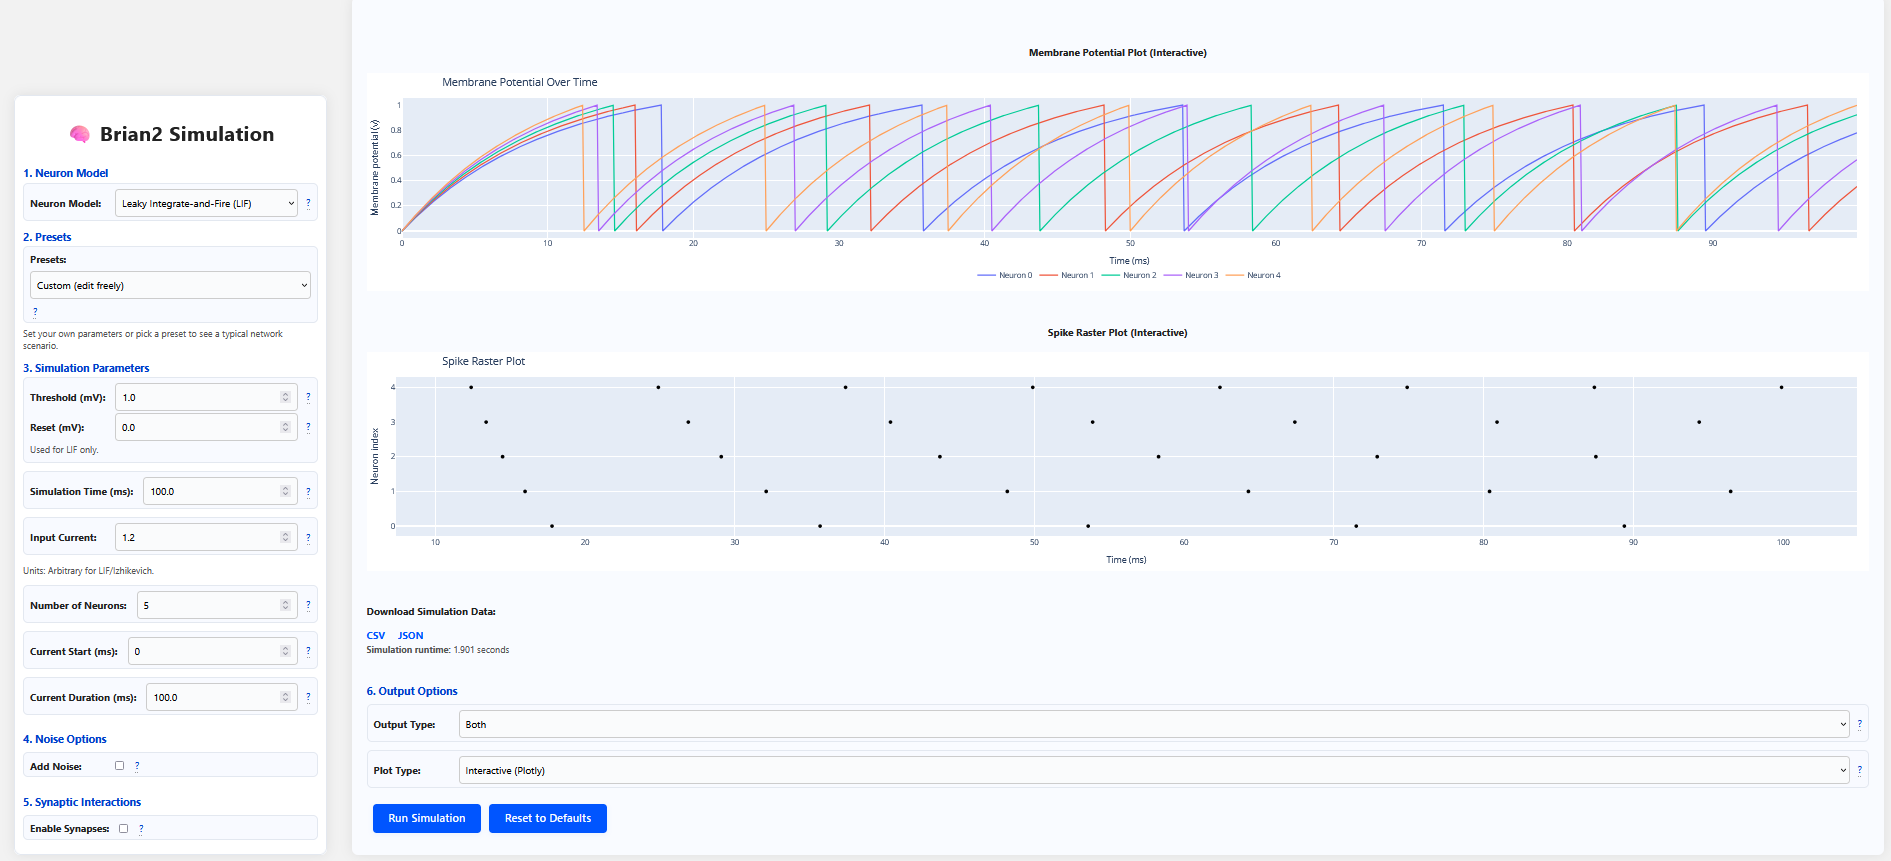 Brian2 Simulation
1. Neuron Model
Neuron Model: Leaky Integrate-and-Fire (LIF) ?
2. Presets
Presets:
Custom (edit freely)
?
Set your own parameters or pick a preset to see a typical network
scenario.
3. Simulation Parameters
Threshold (mV): 1.0 ?
Reset (mV): 0.0 ?
Used for LIF only.
Simulation Time (ms): 100.0 ?
Input Current: 1.2 ?
Units: Arbitrary for LIF/Izhikevich.
Number of Neurons: 5 ?
Current Start (ms): 0 ?
Current Duration (ms): 100.0 ?
4. Noise Options
Add Noise: ?
5. Synaptic Interactions
Enable Synapses: ?
Membrane Potential Plot (Interactive)
Membrane Potential Over Time
Membrane potential (v)
1
0.8
0.6
0.4
0.2
0
0 10 20 30 40 50 60 70 80 90
Time (ms)
Neuron 0 Neuron 1 Neuron 2 Neuron 3 Neuron 4
Spike Raster Plot (Interactive)
Spike Raster Plot
Neuron index
4
3
2
1
0
10 20 30 40 50 60 70 80 90 100
Time (ms)
Download Simulation Data:
CSV JSON
Simulation runtime: 1.901 seconds
6. Output Options
Output Type: Both ?
Plot Type: Interactive (Plotly) ?
Run Simulation Reset to Defaults